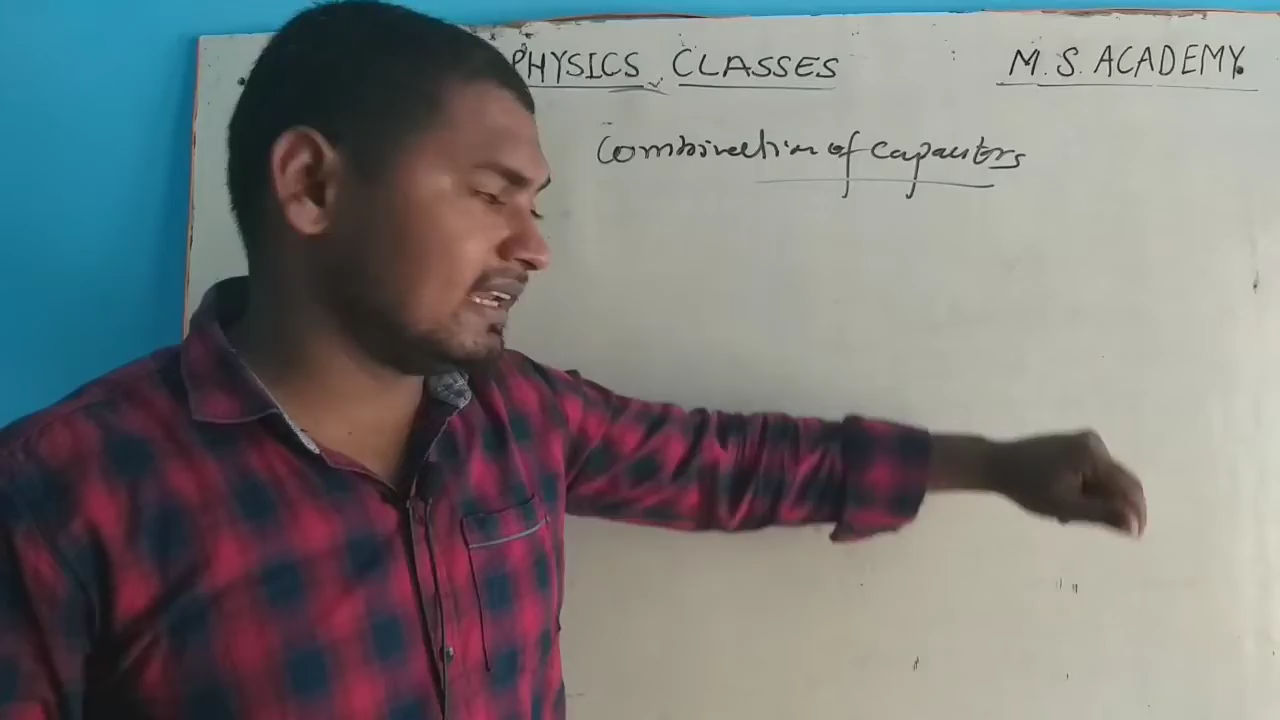 PHYSICS CLASSES
M. S. ACADEMY.
Combination of capacitors